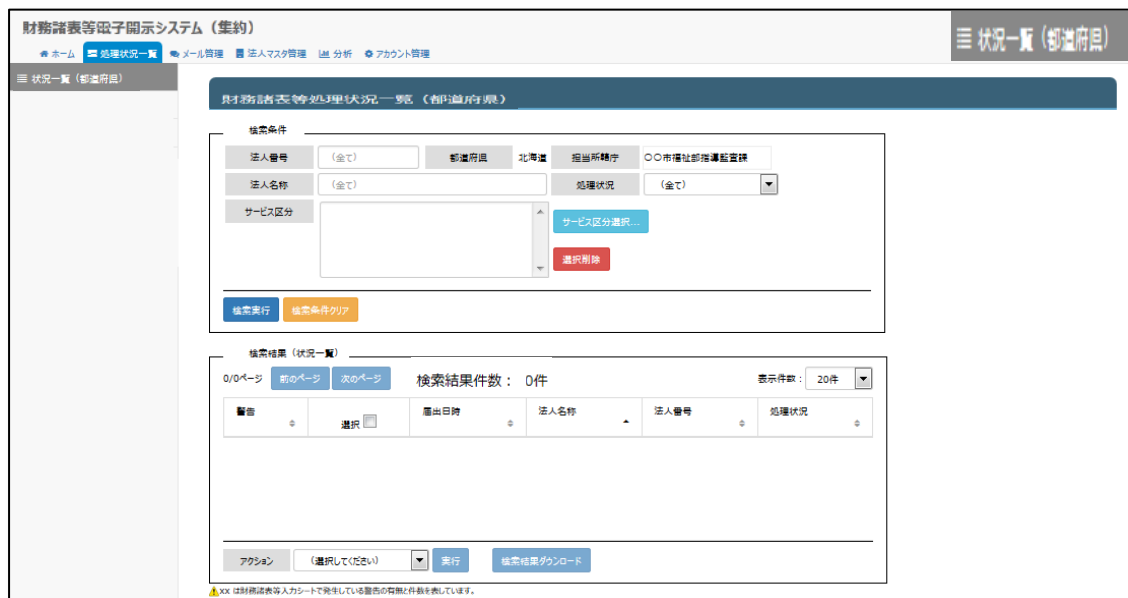 財務諸表等電子開示システム（集約）
状況一覧（都道府県）
ホーム 処理状況一覧 メール管理 法人マスタ管理 分析 アカウント管理
状況一覧（都道府県）
財務諸表等処理状況一覧（都道府県）
検索条件
法人番号 （全て） 都道府県 北海道 担当所轄庁 〇〇市福祉部指導監査課
法人名称 （全て） 処理状況 （全て）
サービス区分 サービス区分選択...
選択削除
検索実行 検索条件クリア
検索結果（状況一覧）
0/0ページ 前のページ 次のページ 検索結果件数： 0件 表示件数： 20件
警告 選択 届出日時 法人名称 法人番号 処理状況
アクション （選択してください） 実行 検索結果ダウンロード
xx は財務諸表等入力シートで発生している警告の有無と件数を表しています。